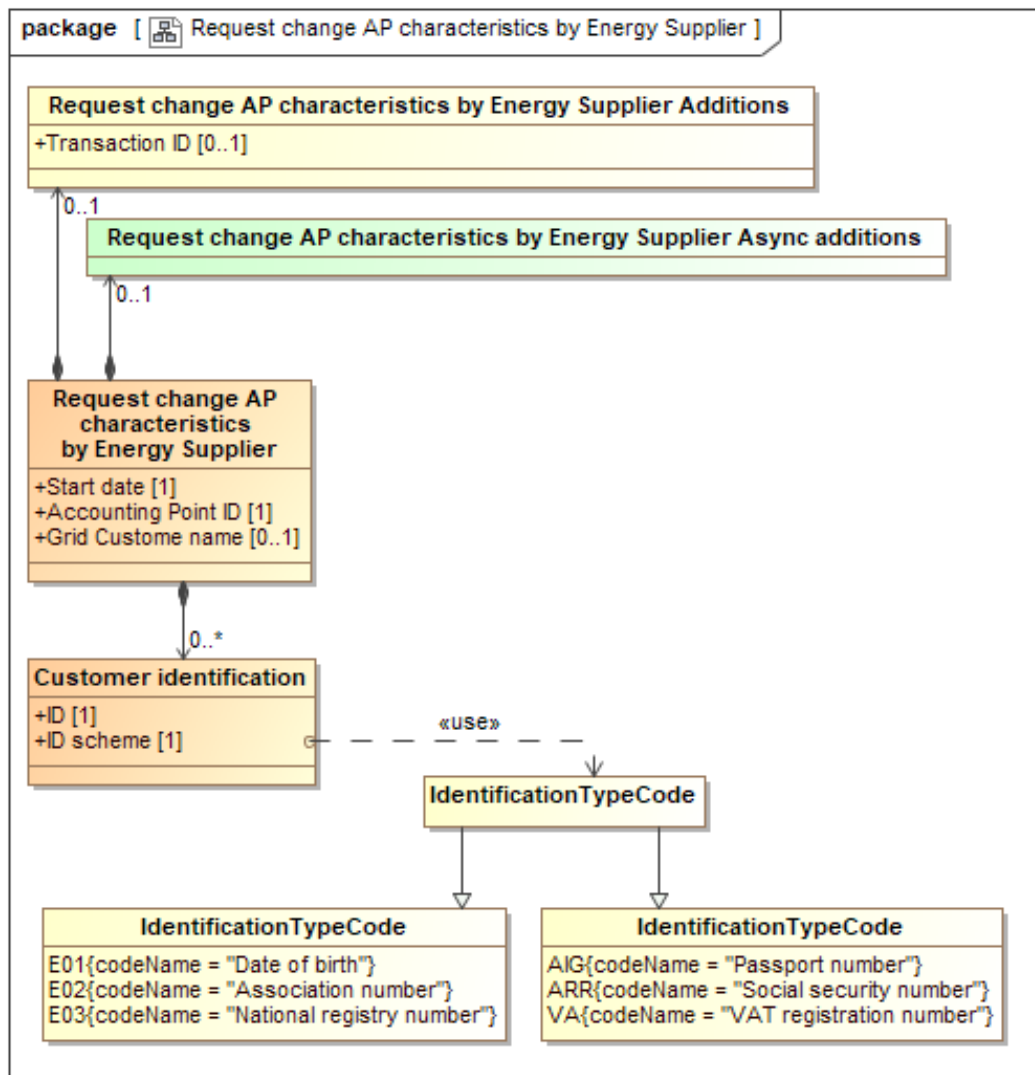 package [ Request change AP characteristics by Energy Supplier ]
Request change AP characteristics by Energy Supplier Additions
+Transaction ID [0..1]
0..1
Request change AP characteristics by Energy Supplier Async additions
0..1
Request change AP
characteristics
by Energy Supplier
+Start date [1]
+Accounting Point ID [1]
+Grid Custome name [0..1]
0..*
Customer identification
+ID [1]
+ID scheme [1]
«use»
IdentificationTypeCode
IdentificationTypeCode
E01{codeName = "Date of birth"}
E02{codeName = "Association number"}
E03{codeName = "National registry number"}
IdentificationTypeCode
AIG{codeName = "Passport number"}
ARR{codeName = "Social security number"}
VA{codeName = "VAT registration number"}